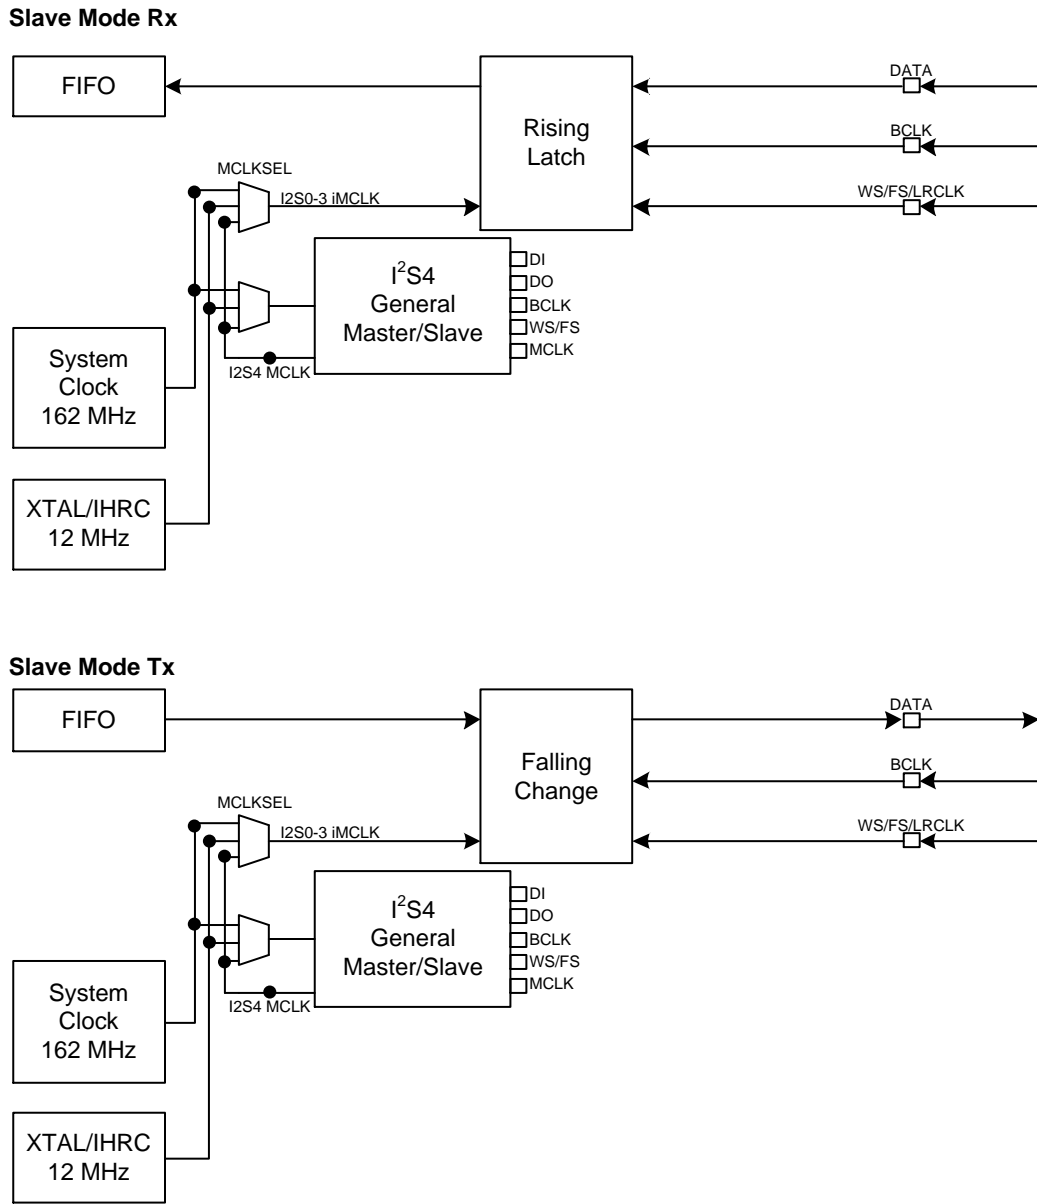 Slave Mode Rx
FIFO
Rising
Latch
DATA
BCLK
WS/FS/LRCLK
MCLKSEL
I2S0-3 iMCLK
I²S4
General
Master/Slave
DI
DO
BCLK
WS/FS
MCLK
I2S4 MCLK
System
Clock
162 MHz
XTAL/IHRC
12 MHz
Slave Mode Tx
FIFO
Falling
Change
DATA
BCLK
WS/FS/LRCLK
MCLKSEL
I2S0-3 iMCLK
I²S4
General
Master/Slave
DI
DO
BCLK
WS/FS
MCLK
I2S4 MCLK
System
Clock
162 MHz
XTAL/IHRC
12 MHz